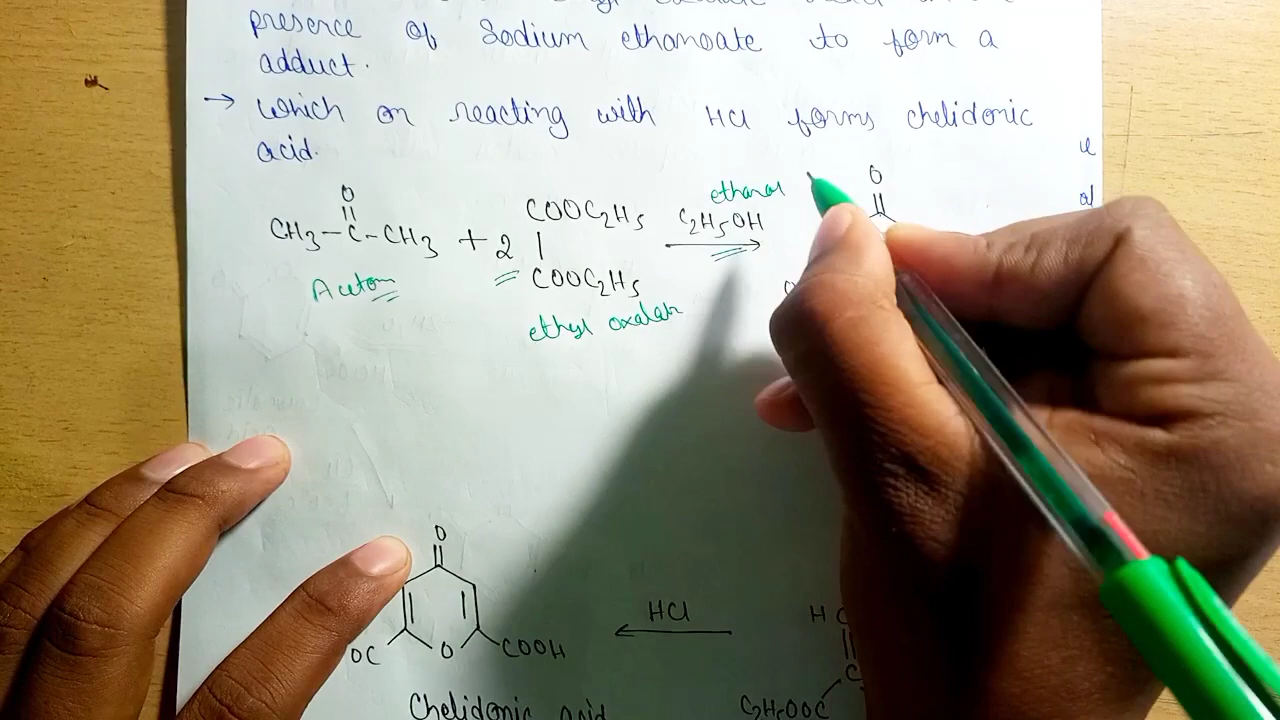 presence of Sodium ethanoate to form a
adduct.
→ which on reacting with HCl forms chelidonic
acid.
O
||
CH3-C-CH3 + 2 COOC2H5 | COOC2H5
ethanol
C2H5OH
O
||
Aceton
ethyl oxalate
O
||
O
COOH
HCl
OC
H C
||
C
C2H5OOC
Chelidonic acid